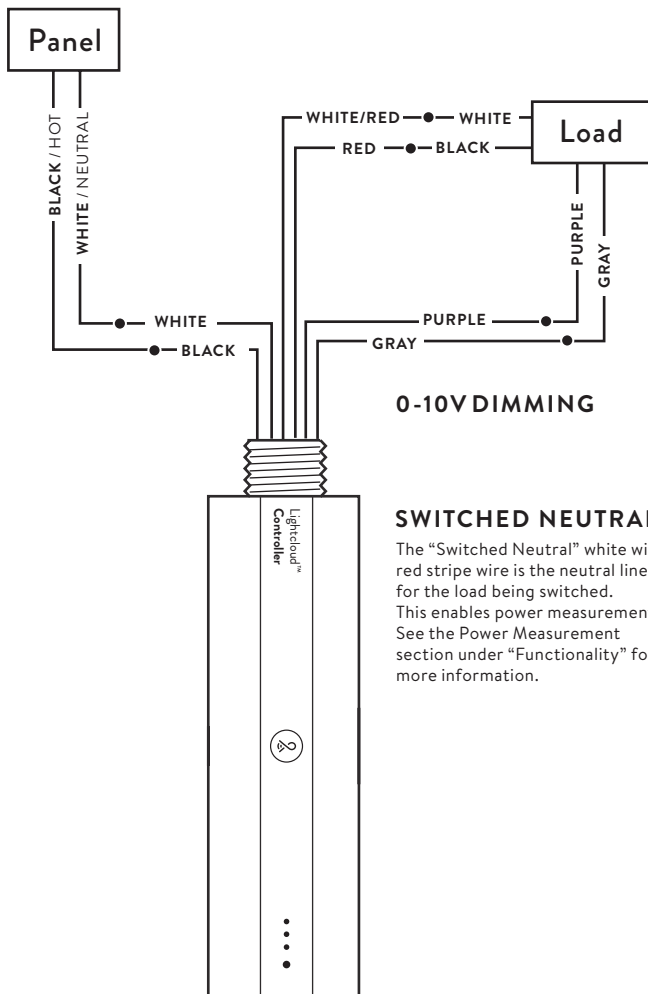 Panel
BLACK / HOT
WHITE / NEUTRAL
WHITE
BLACK
WHITE/RED
WHITE
RED
BLACK
Load
PURPLE
GRAY
PURPLE
GRAY
0-10V DIMMING
Lightcloud™
Controller
SWITCHED NEUTRAL
The “Switched Neutral” white wi
red stripe wire is the neutral line
for the load being switched.
This enables power measuremen
See the Power Measurement
section under “Functionality” fo
more information.